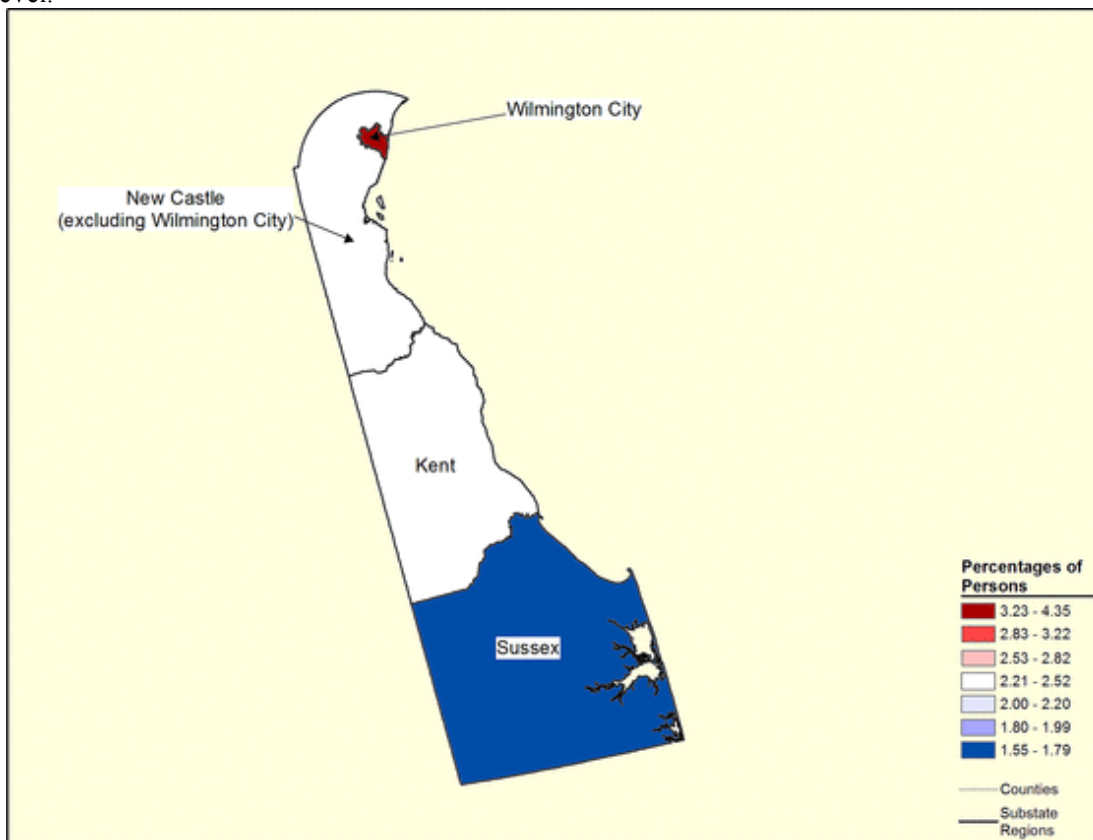 Wilmington City
New Castle
(excluding Wilmington City)
Kent
Sussex
Percentages of
Persons
3.23 - 4.35
2.83 - 3.22
2.53 - 2.82
2.21 - 2.52
2.00 - 2.20
1.80 - 1.99
1.55 - 1.79
Counties
Substate
Regions